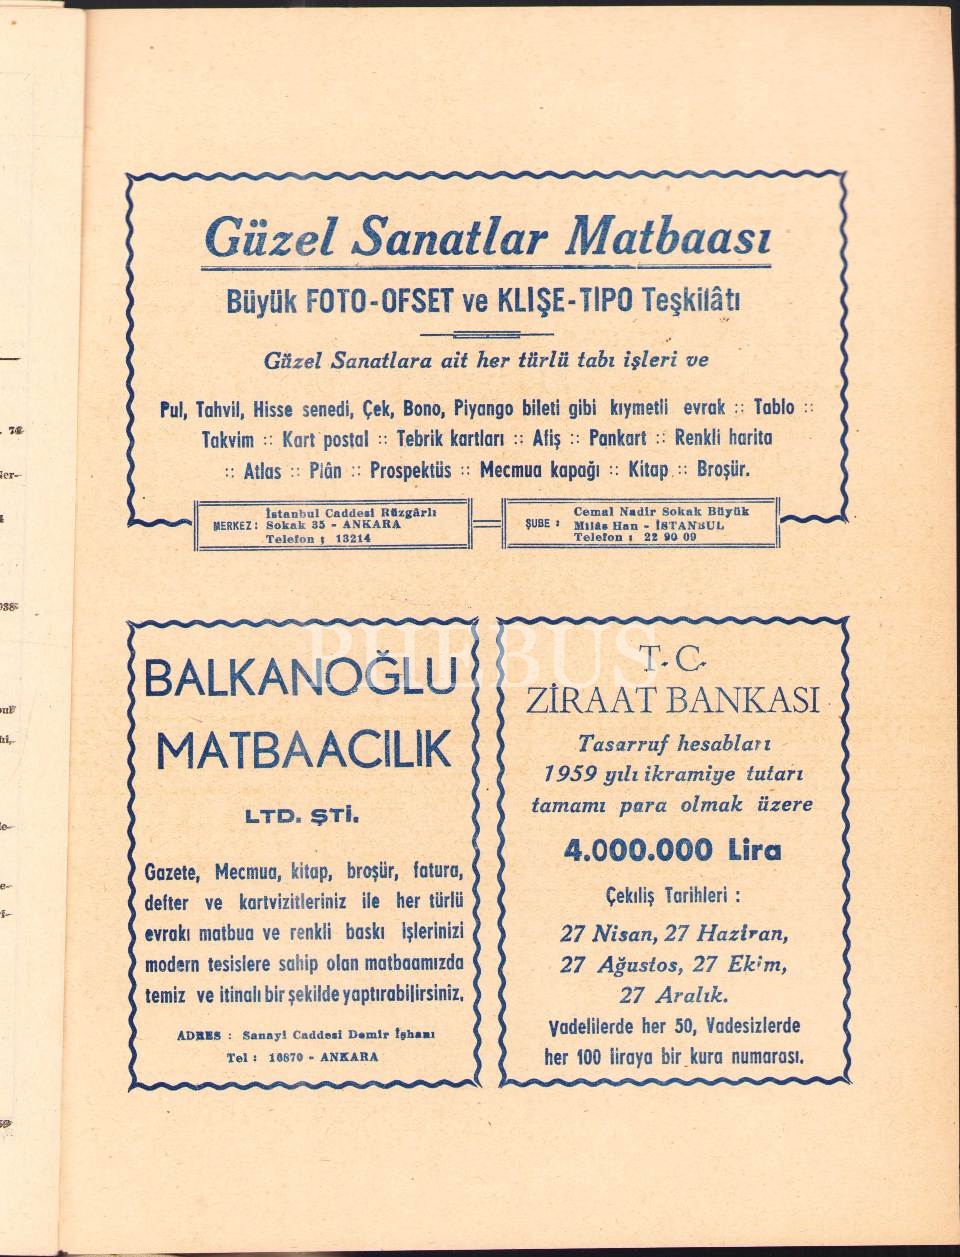 Güzel Sanatlar Matbaası
Büyük FOTO-OFSET ve KLIŞE-TIPO Teşkilâtı
Güzel Sanatlara ait her türlü tabı işleri ve
Pul, Tahvil, Hisse senedi, Çek, Bono, Piyango bileti gibi kıymetli evrak :: Tablo ::
Takvim :: Kart postal :: Tebrik kartları :: Afiş :: Pankart :: Renkli harita
:: Atlas :: Plân :: Prospektüs :: Mecmua kapağı :: Kitap :: Broşür.
MERKEZ :
İstanbul Caddesi Rüzgârlı
Sokak 35 - ANKARA
Telefon : 13214
ŞUBE :
Cemal Nadir Sokak Büyük
Milâs Han - İSTANBUL
Telefon : 22 90 09
BALKANOĞLU
MATBAACILIK
LTD. ŞTİ.
Gazete, Mecmua, kitap, broşür, fatura,
defter ve kartvizitleriniz ile her türlü
evrakı matbua ve renkli baskı işlerinizi
modern tesislere sahip olan matbaamızda
temiz ve itinalı bir şekilde yaptırabilirsiniz.
ADRES : Sanayi Caddesi Demir İşhanı
Tel : 10870 - ANKARA
T. C.
ZİRAAT BANKASI
Tasarruf hesabları
1959 yılı ikramiye tutarı
tamamı para olmak üzere
4.000.000 Lira
Çekiliş Tarihleri :
27 Nisan, 27 Haziran,
27 Ağustos, 27 Ekim,
27 Aralık.
Vadelilerde her 50, Vadesizlerde
her 100 liraya bir kura numarası.
PHEBUS